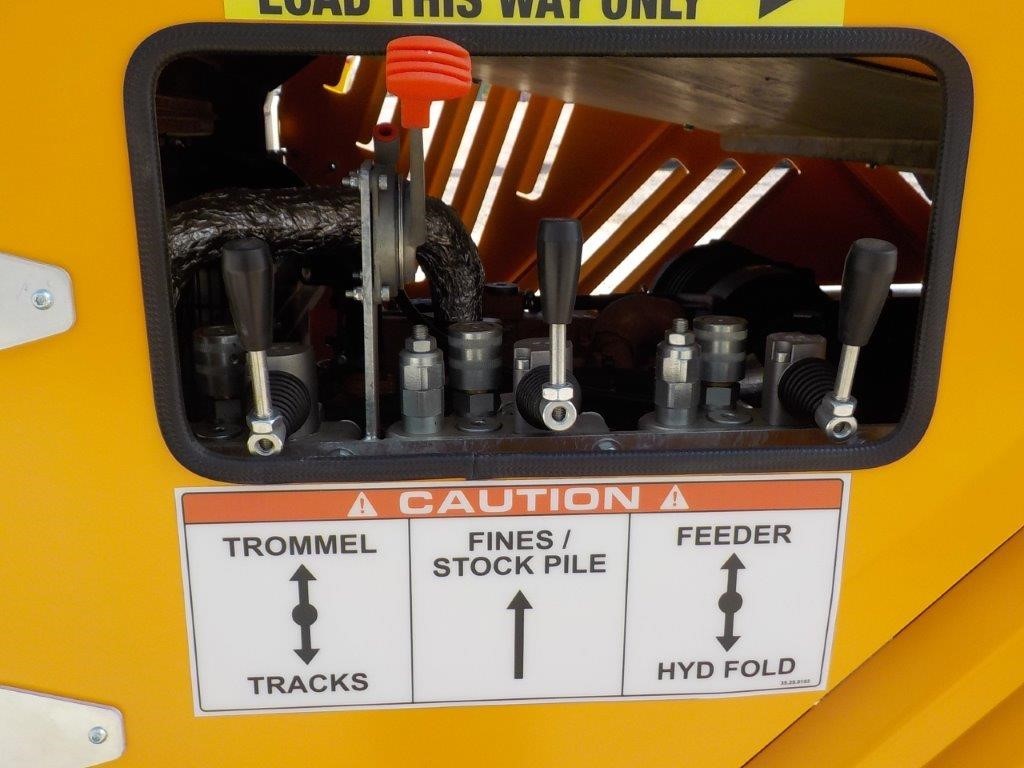 LOAD THIS WAY ONLY
CAUTION
TROMMEL
TRACKS
FINES /
STOCK PILE
FEEDER
HYD FOLD